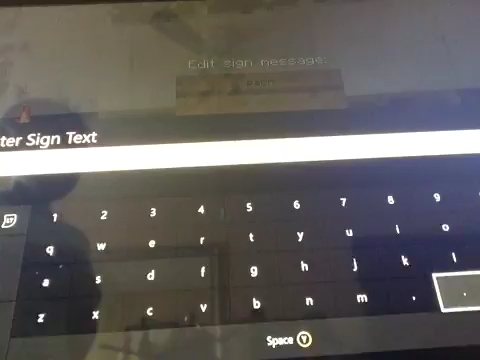 Edit sign message:
ter Sign Text
1 2 3 4 5 6 7 8 9
q w e r t y u i o
a s d f g h j k l
z x c v b n m , .
Space Y